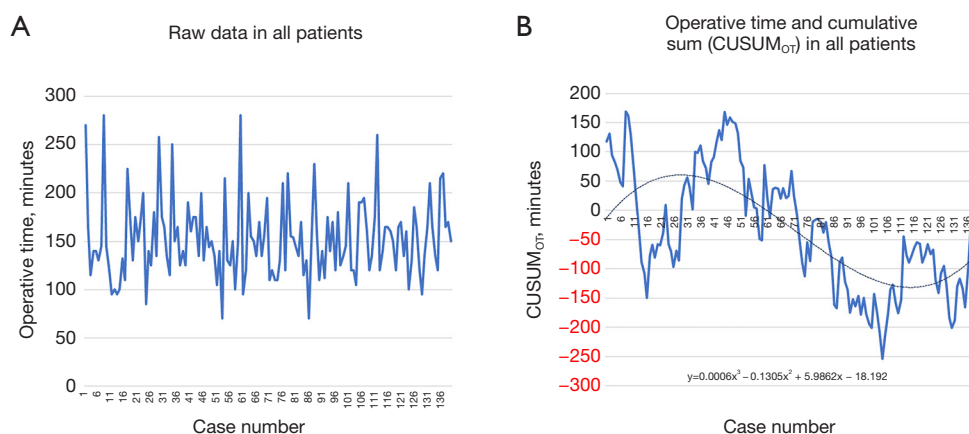 A
Raw data in all patients
Operative time, minutes
300
250
200
150
100
50
0
1 6 11 16 21 26 31 36 41 46 51 56 61 66 71 76 81 86 91 96 101 106 111 116 121 126 131 136
Case number
B
Operative time and cumulative
sum (CUSUMOT) in all patients
CUSUMOT, minutes
200
150
100
50
0
−50
−100
−150
−200
−250
−300
1 6 11 16 21 26 31 36 41 46 51 56 61 66 71 76 81 86 91 96 101 106 111 116 121 126 131 136
y=0.0006x³ – 0.1305x² + 5.9862x – 18.192
Case number